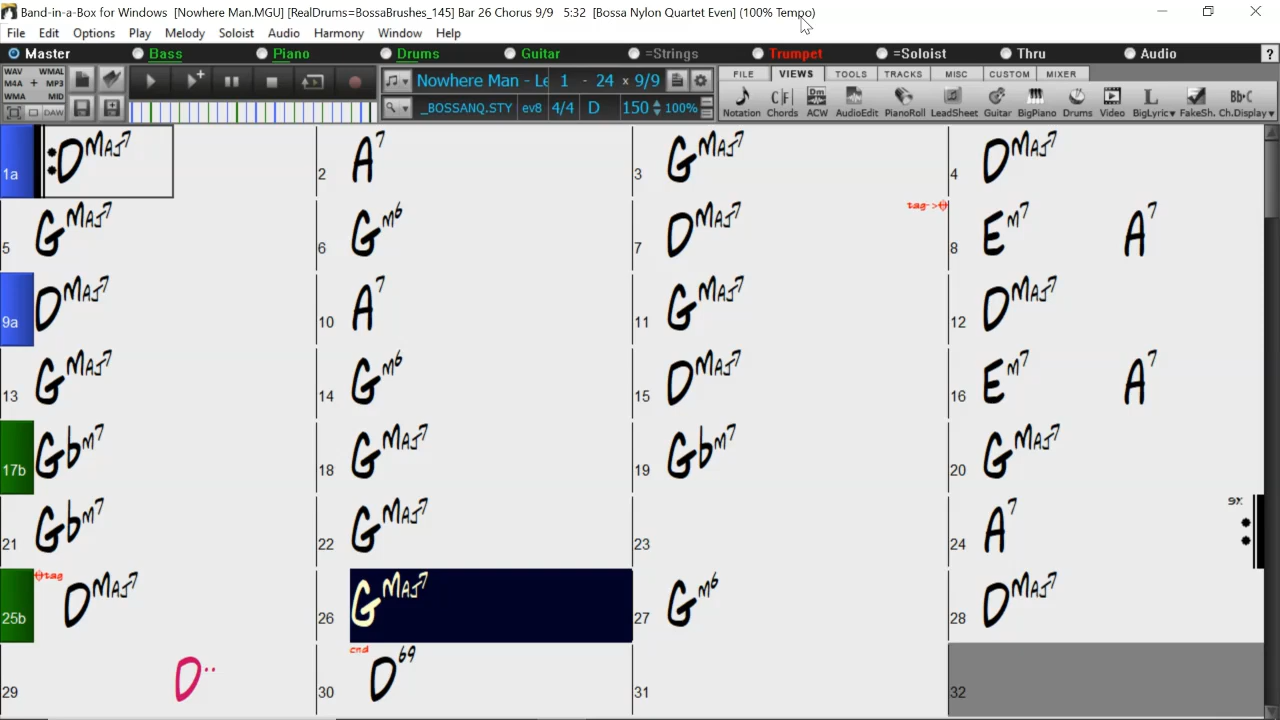 Band-in-a-Box for Windows [Nowhere Man.MGU] [RealDrums=BossaBrushes_145] Bar 26 Chorus 9/9 5:32 [Bossa Nylon Quartet Even] (100% Tempo)
File Edit Options Play Melody Soloist Audio Harmony Window Help
Master Bass Piano Drums Guitar =Strings Trumpet =Soloist Thru Audio
WAV WMA
M4A + MP3
WMA MID
DAW
Nowhere Man - Le 1 - 24 x 9/9
_BOSSANQ.STY ev8 4/4 D 150 100%
FILE VIEWS TOOLS TRACKS MISC CUSTOM MIXER ?
Notation Chords ACW AudioEdit PianoRoll LeadSheet Guitar BigPiano Drums Video BigLyric FakeSh. Ch.Display
1a DMAJ7 2 A7 3 GMAJ7 4 DMAJ7
tag->
5 GMAJ7 6 Gm6 7 DMAJ7 8 Em7 A7
9a DMAJ7 10 A7 11 GMAJ7 12 DMAJ7
13 GMAJ7 14 Gm6 15 DMAJ7 16 Em7 A7
17b Gbm7 18 GMAJ7 19 Gbm7 20 GMAJ7
21 Gbm7 22 GMAJ7 23 24 A7 9X
tag
25b DMAJ7 26 GMAJ7 27 Gm6 28 DMAJ7
end
29 D.. 30 D69 31 32